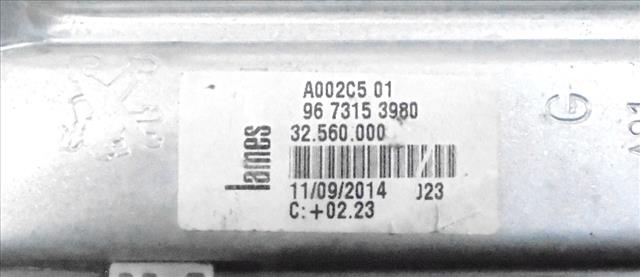 A002C5 01
96 7315 3980
32.560.000
lames
11/09/2014 J23
C:+02.23
G